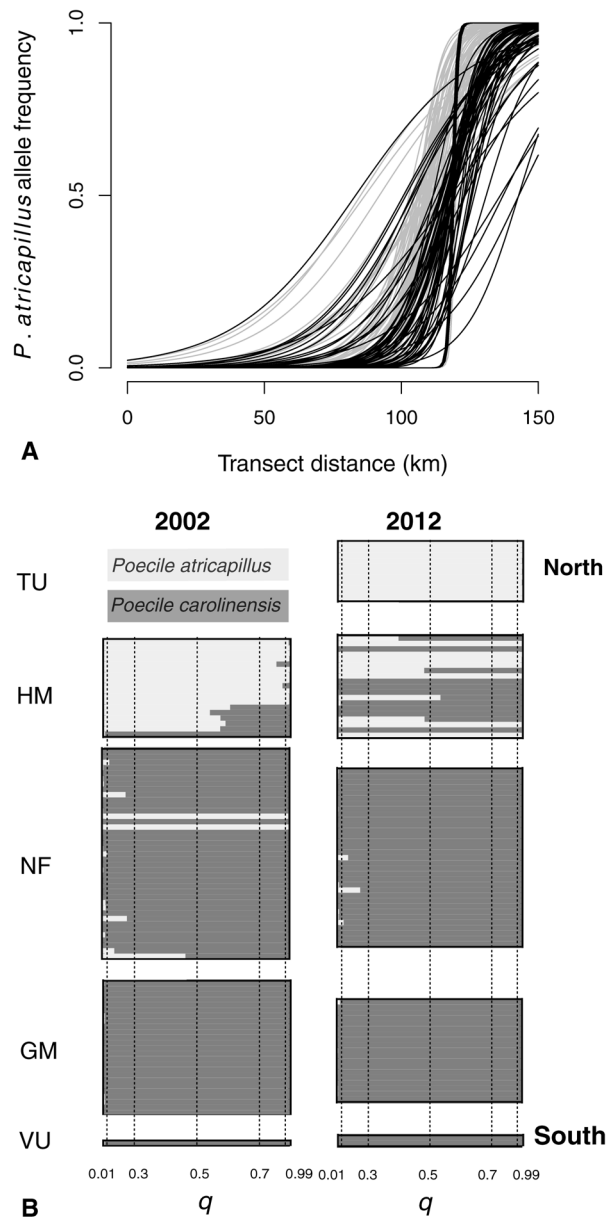 A
P. atricapillus allele frequency
1.0
0.5
0.0
0 50 100 150
Transect distance (km)
2002 2012
TU
Poecile atricapillus
Poecile carolinensis
North
HM
NF
GM
VU
South
0.01 0.3 0.5 0.7 0.99 0.01 0.3 0.5 0.7 0.99
B
q q